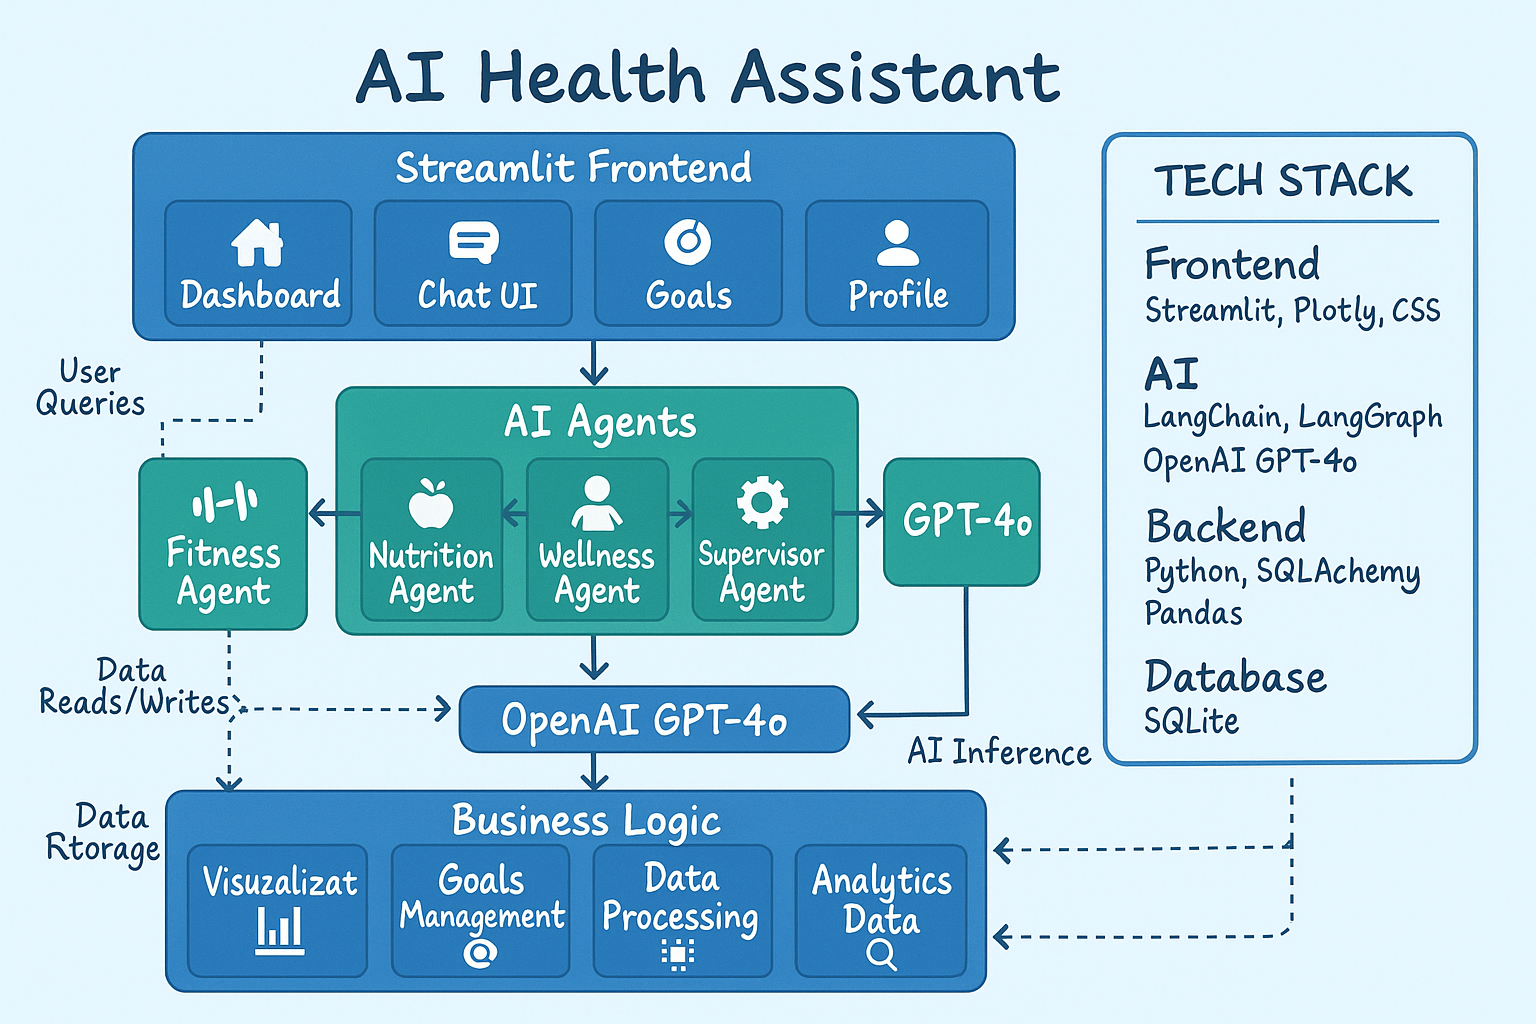 AI Health Assistant
Streamlit Frontend
Dashboard
Chat UI
Goals
Profile
User
Queries
AI Agents
Fitness
Agent
Nutrition
Agent
Wellness
Agent
Supervisor
Agent
GPT-4o
Data
Reads/Writes
OpenAI GPT-4o
AI Inference
Data
Rtorage
Business Logic
Visuzalizat
Goals
Management
Data
Processing
Analytics
Data
TECH STACK
Frontend
Streamlit, Plotly, CSS
AI
LangChain, LangGraph
OpenAI GPT-4o
Backend
Python, SQLAchemy
Pandas
Database
SQLite